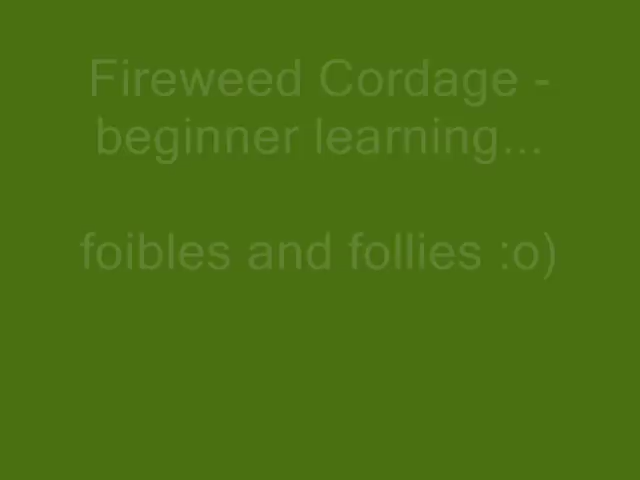 Fireweed Cordage -
beginner learning...
foibles and follies :o)